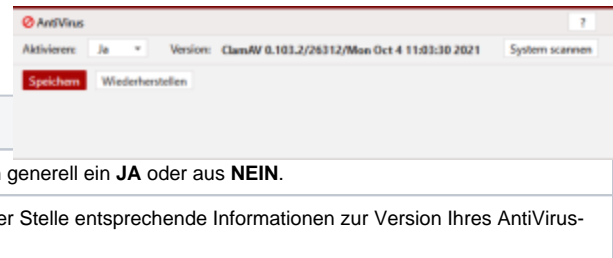 AntiVirus ?
Aktivieren: Ja Version: ClamAV 0.103.2/26312/Mon Oct 4 11:03:30 2021 System scannen
Speichern Wiederherstellen
generell ein JA oder aus NEIN.
er Stelle entsprechende Informationen zur Version Ihres AntiVirus-